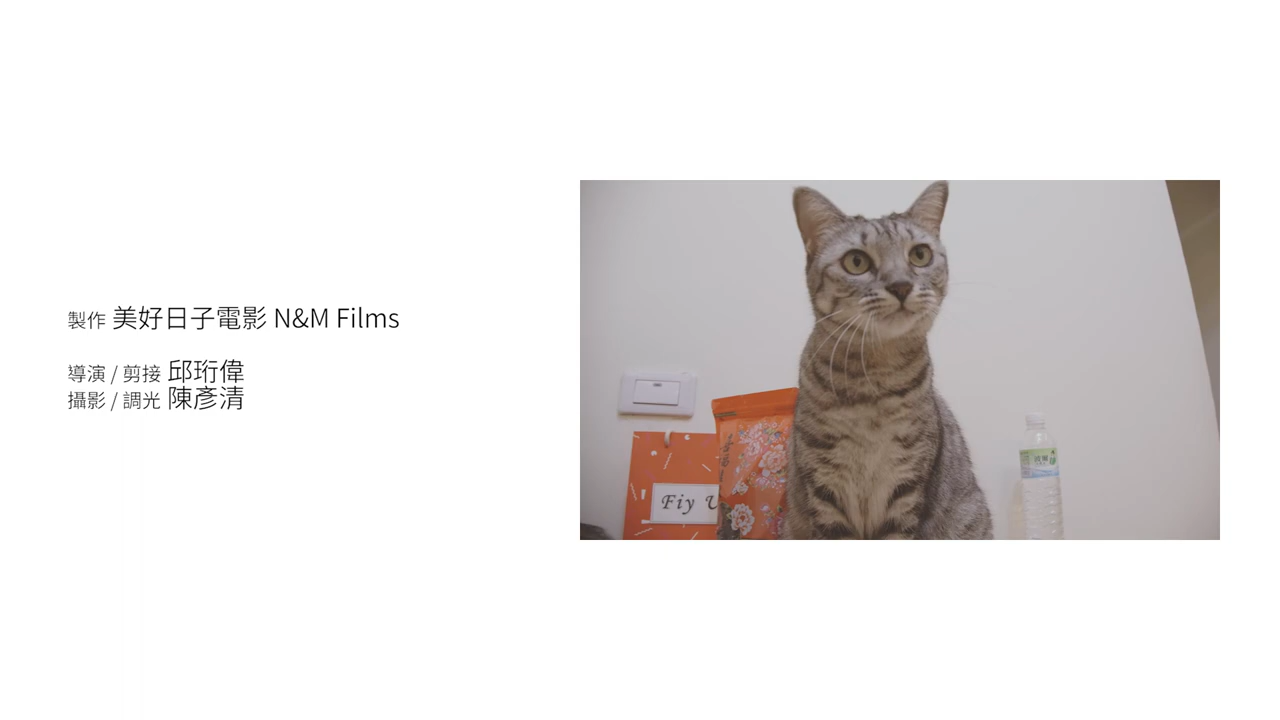 製作 美好日子電影 N&M Films
導演 / 剪接 邱珩偉
攝影 / 調光 陳彥清
Fiy U